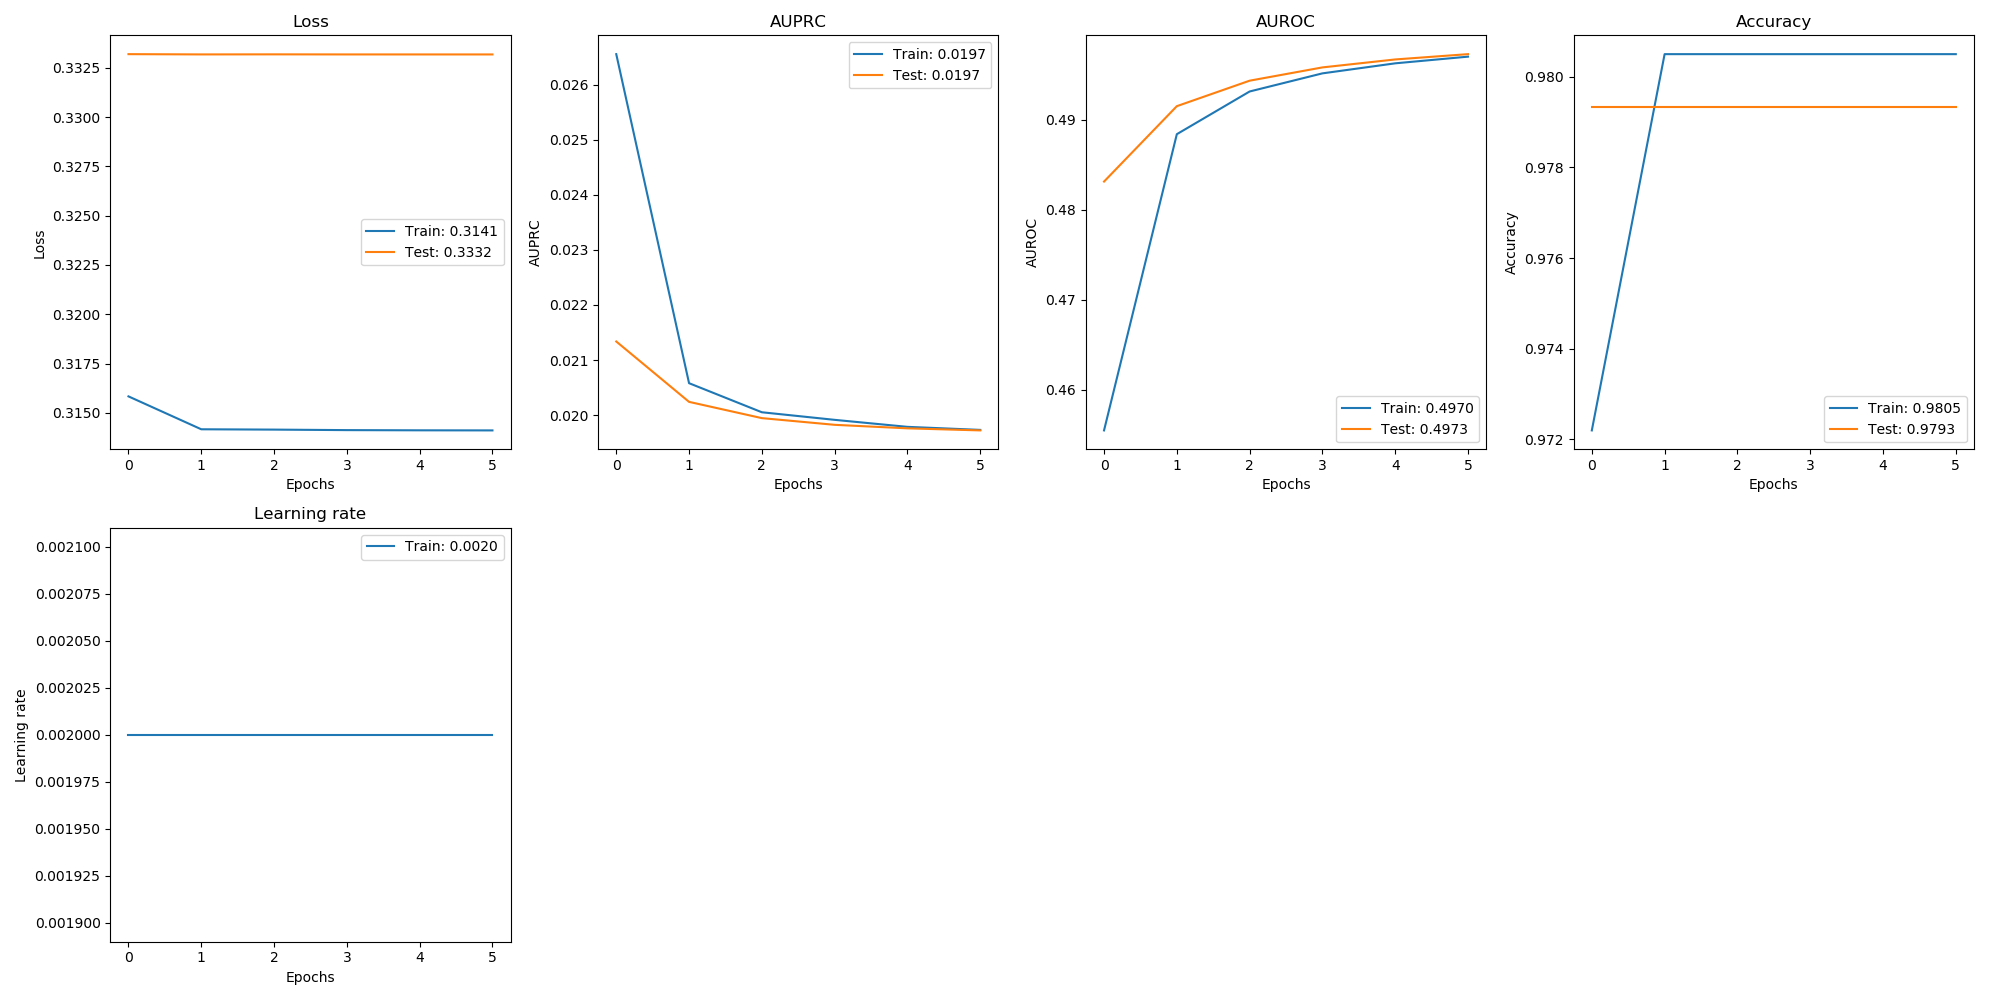 Loss
0.3325
0.3300
0.3275
0.3250
0.3225
0.3200
0.3175
0.3150
Loss
Train: 0.3141
Test: 0.3332
0 1 2 3 4 5
Epochs
AUPRC
0.026
0.025
0.024
0.023
0.022
0.021
0.020
AUPRC
Train: 0.0197
Test: 0.0197
0 1 2 3 4 5
Epochs
AUROC
0.49
0.48
0.47
0.46
AUROC
Train: 0.4970
Test: 0.4973
0 1 2 3 4 5
Epochs
Accuracy
0.980
0.978
0.976
0.974
0.972
Accuracy
Train: 0.9805
Test: 0.9793
0 1 2 3 4 5
Epochs
Learning rate
0.002100
0.002075
0.002050
0.002025
0.002000
0.001975
0.001950
0.001925
0.001900
Learning rate
Train: 0.0020
0 1 2 3 4 5
Epochs